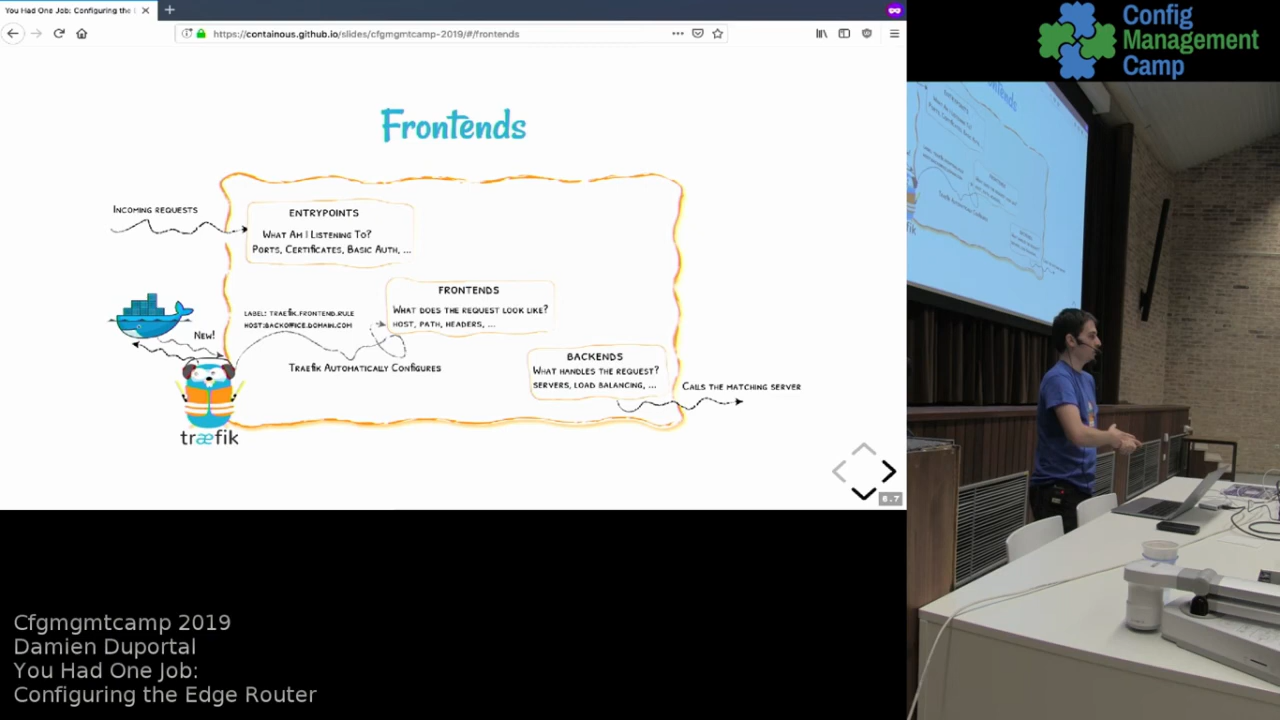 You Had One Job: Configuring the
https://containous.github.io/slides/cfgmgmtcamp-2019/#/frontends
Config
Management
Camp
Frontends
Incoming requests
ENTRYPOINTS
What Am I Listening To?
Ports, Certificates, Basic Auth, ...
FRONTENDS
What does the request look like?
host, path, headers, ...
label: traefik.frontend.rule
host:backoffice.domain.com
New!
Traefik Automatically Configures
BACKENDS
What handles the request?
servers, load balancing, ...
Calls the matching server
træfik
6.7
Cfgmgmtcamp 2019
Damien Duportal
You Had One Job:
Configuring the Edge Router